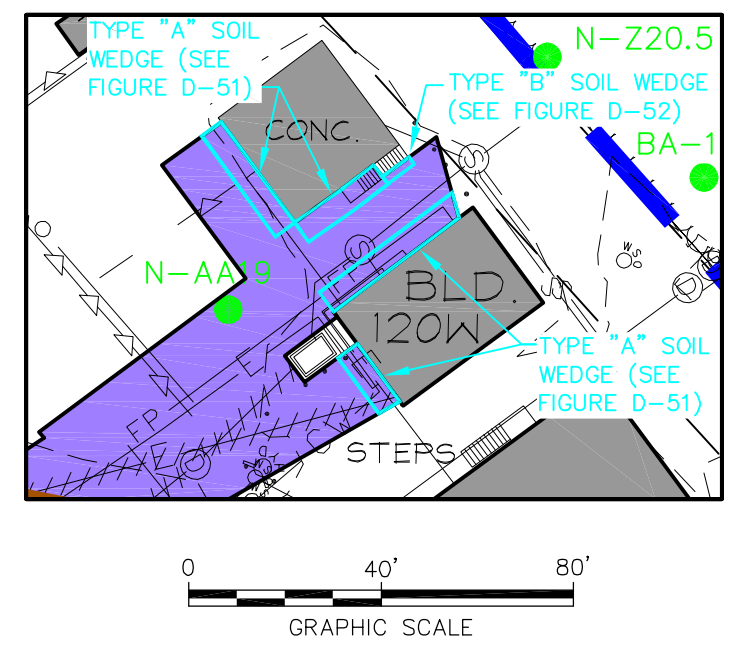 TYPE "A" SOIL
WEDGE (SEE
FIGURE D-51)
N-Z20.5
TYPE "B" SOIL WEDGE
(SEE FIGURE D-52)
CONC.
BA-1
S
S
N-AA19
BLD.
120W
WSO
D
S
TYPE "A" SOIL
WEDGE (SEE
FIGURE D-51)
E
FP
STEPS
D
0 40' 80'
GRAPHIC SCALE